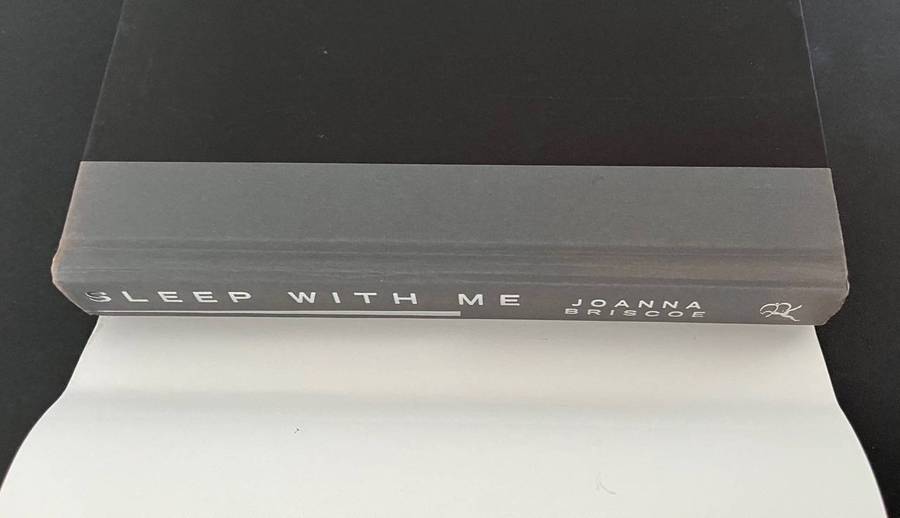 SLEEP WITH ME
JOANNA
BRISCOE